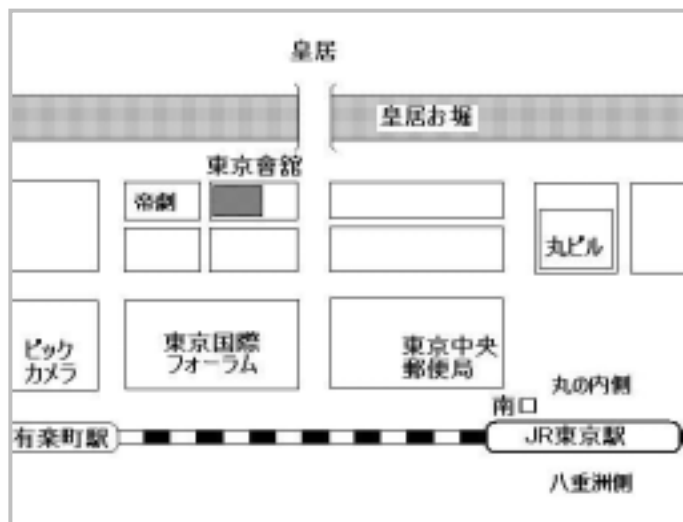 皇居
皇居お堀
東京會舘
帝劇
丸ビル
ビック
カメラ
東京国際
フォーラム
東京中央
郵便局
丸の内側
南口
有楽町駅
JR東京駅
八重洲側